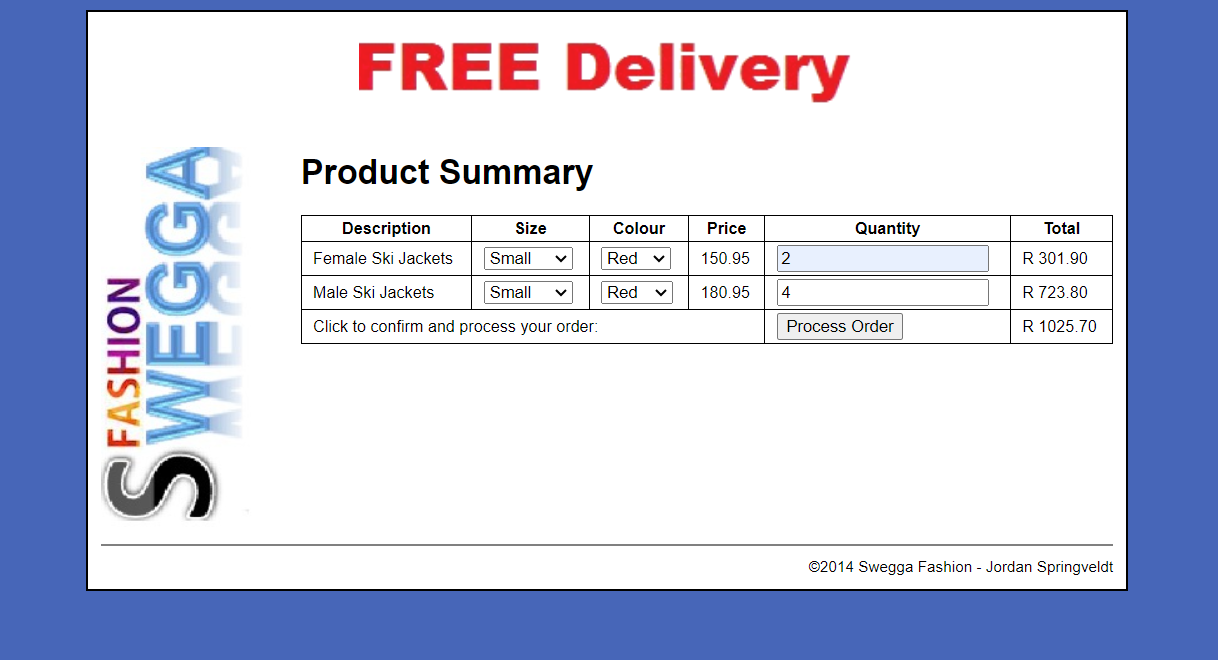 FREE Delivery
FASHION
SWEGGA
S
Product Summary
Description Size Colour Price Quantity Total
Female Ski Jackets Small Red 150.95 2 R 301.90
Male Ski Jackets Small Red 180.95 4 R 723.80
Click to confirm and process your order: Process Order R 1025.70
©2014 Swegga Fashion - Jordan Springveldt